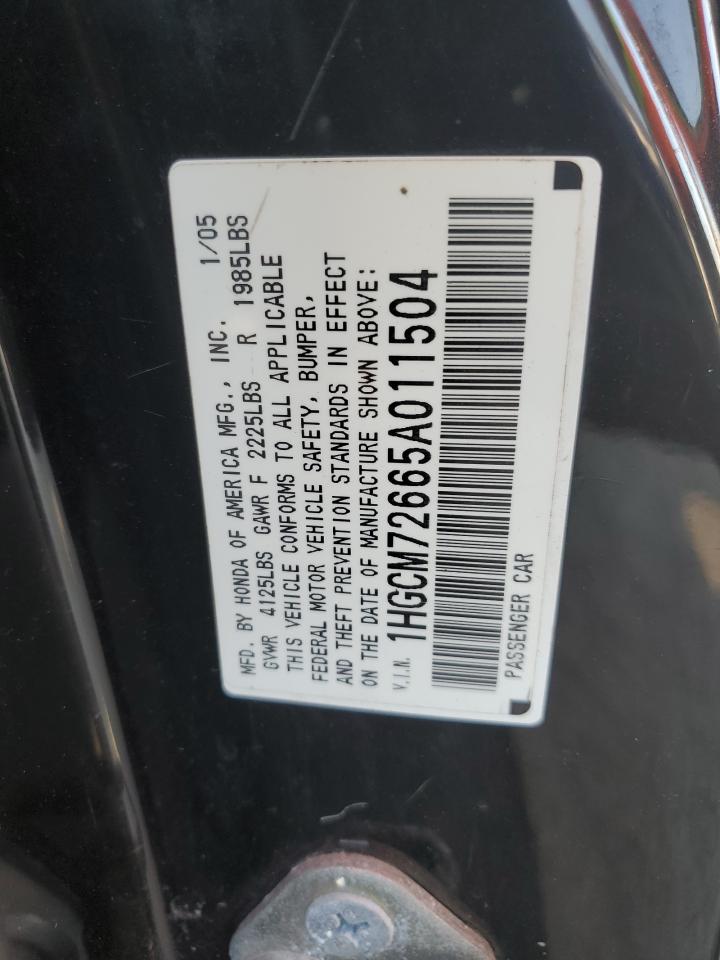 MFD. BY HONDA OF AMERICA MFG., INC. 1/05
GVWR 4125LBS GAWR F 2225LBS R 1985LBS
THIS VEHICLE CONFORMS TO ALL APPLICABLE
FEDERAL MOTOR VEHICLE SAFETY, BUMPER,
AND THEFT PREVENTION STANDARDS IN EFFECT
ON THE DATE OF MANUFACTURE SHOWN ABOVE:
V.I.N. 1HGCM72665A011504
PASSENGER CAR